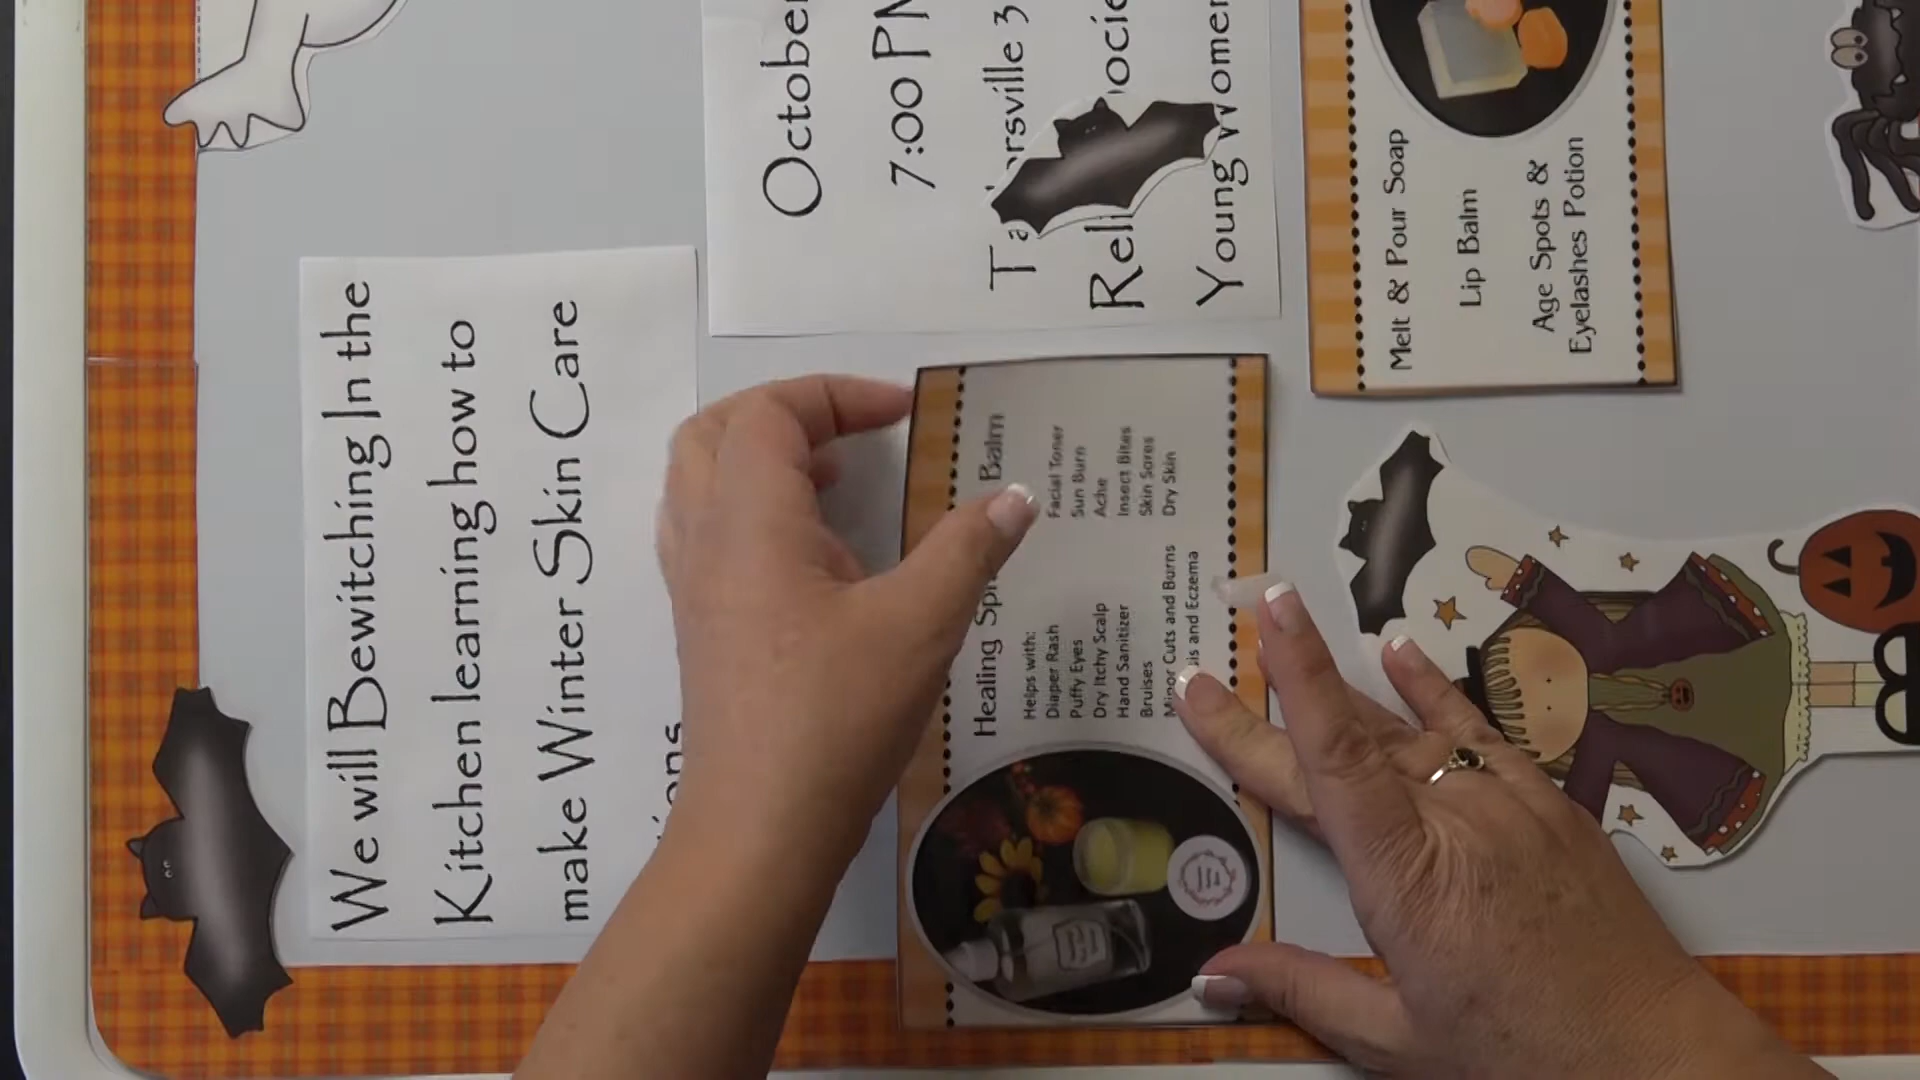 We will Bewitching In the
Kitchen learning how to
make Winter Skin Care
October
7:00 PM
Young Women
Healing
Balm
Helps with:
Diaper Rash
Puffy Eyes
Dry Itchy Scalp
Hand Sanitizer
Bruises
Minor Cuts and Burns
and Eczema
Facial Toner
Sun Burn
Ache
Insect Bites
Skin Sores
Dry Skin
Melt & Pour Soap
Lip Balm
Age Spots &
Eyelashes Potion